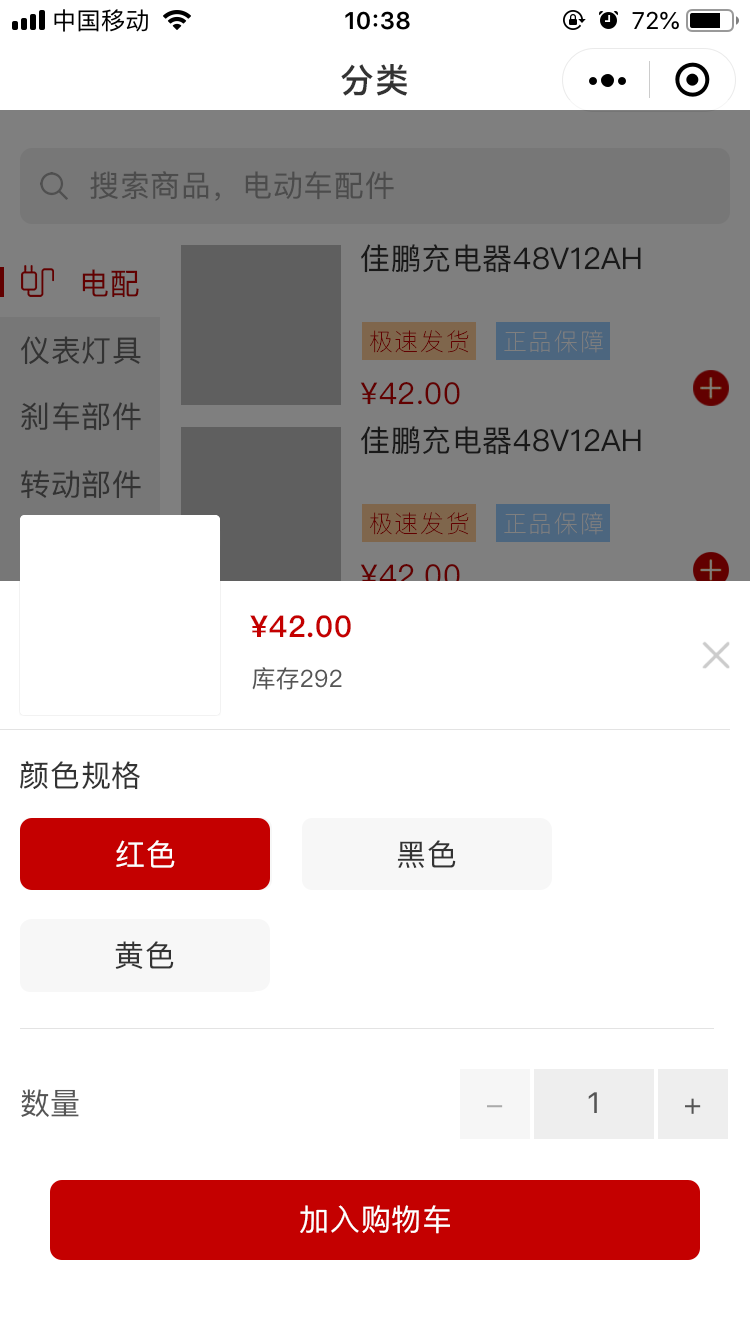 中国移动 10:38 72%
分类
搜索商品，电动车配件
电配
仪表灯具
刹车部件
转动部件
佳鹏充电器48V12AH
极速发货 正品保障
¥42.00
佳鹏充电器48V12AH
极速发货 正品保障
¥42.00
¥42.00
库存292
颜色规格
红色 黑色
黄色
数量 － 1 +
加入购物车